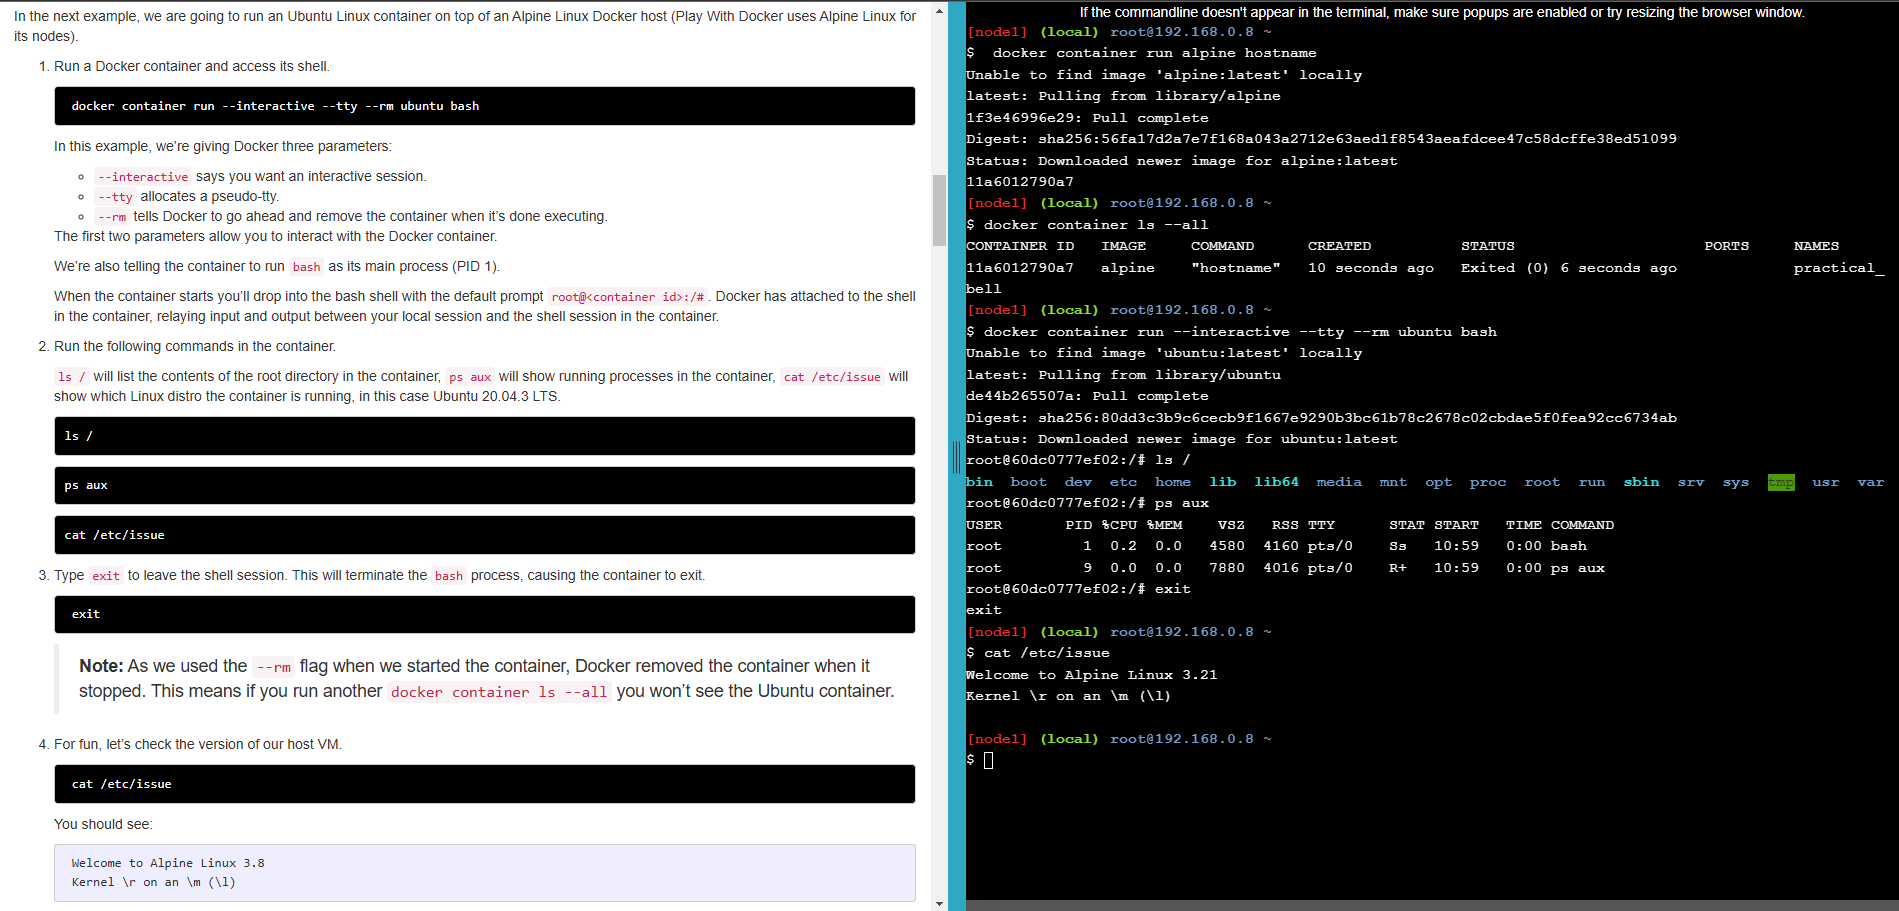 In the next example, we are going to run an Ubuntu Linux container on top of an Alpine Linux Docker host (Play With Docker uses Alpine Linux for
its nodes).
1. Run a Docker container and access its shell.
docker container run --interactive --tty --rm ubuntu bash
In this example, we’re giving Docker three parameters:
--interactive says you want an interactive session.
--tty allocates a pseudo-tty.
--rm tells Docker to go ahead and remove the container when it’s done executing.
The first two parameters allow you to interact with the Docker container.
We’re also telling the container to run bash as its main process (PID 1).
When the container starts you’ll drop into the bash shell with the default prompt root@<container id>:/#. Docker has attached to the shell
in the container, relaying input and output between your local session and the shell session in the container.
2. Run the following commands in the container.
ls / will list the contents of the root directory in the container, ps aux will show running processes in the container, cat /etc/issue will
show which Linux distro the container is running, in this case Ubuntu 20.04.3 LTS.
ls /
ps aux
cat /etc/issue
3. Type exit to leave the shell session. This will terminate the bash process, causing the container to exit.
exit
Note: As we used the --rm flag when we started the container, Docker removed the container when it
stopped. This means if you run another docker container ls --all you won’t see the Ubuntu container.
4. For fun, let’s check the version of our host VM.
cat /etc/issue
You should see:
Welcome to Alpine Linux 3.8
Kernel \r on an \m (\l)
If the commandline doesn't appear in the terminal, make sure popups are enabled or try resizing the browser window.
[node1] (local) root@192.168.0.8 ~
$  docker container run alpine hostname
Unable to find image 'alpine:latest' locally
latest: Pulling from library/alpine
1f3e46996e29: Pull complete
Digest: sha256:56fa17d2a7e7f168a043a2712e63aed1f8543aeafdcee47c58dcffe38ed51099
Status: Downloaded newer image for alpine:latest
11a6012790a7
[node1] (local) root@192.168.0.8 ~
$ docker container ls --all
CONTAINER ID   IMAGE     COMMAND      CREATED          STATUS                     PORTS     NAMES
11a6012790a7   alpine    "hostname"   10 seconds ago   Exited (0) 6 seconds ago             practical_
bell
[node1] (local) root@192.168.0.8 ~
$ docker container run --interactive --tty --rm ubuntu bash
Unable to find image 'ubuntu:latest' locally
latest: Pulling from library/ubuntu
de44b265507a: Pull complete
Digest: sha256:80dd3c3b9c6cecb9f1667e9290b3bc61b78c2678c02cbdae5f0fea92cc6734ab
Status: Downloaded newer image for ubuntu:latest
root@60dc0777ef02:/# ls /
bin  boot  dev  etc  home  lib  lib64  media  mnt  opt  proc  root  run  sbin  srv  sys  tmp  usr  var
root@60dc0777ef02:/# ps aux
USER       PID %CPU %MEM    VSZ   RSS TTY      STAT START   TIME COMMAND
root         1  0.2  0.0   4580  4160 pts/0    Ss   10:59   0:00 bash
root         9  0.0  0.0   7880  4016 pts/0    R+   10:59   0:00 ps aux
root@60dc0777ef02:/# exit
exit
[node1] (local) root@192.168.0.8 ~
$ cat /etc/issue
Welcome to Alpine Linux 3.21
Kernel \r on an \m (\l)
[node1] (local) root@192.168.0.8 ~
$